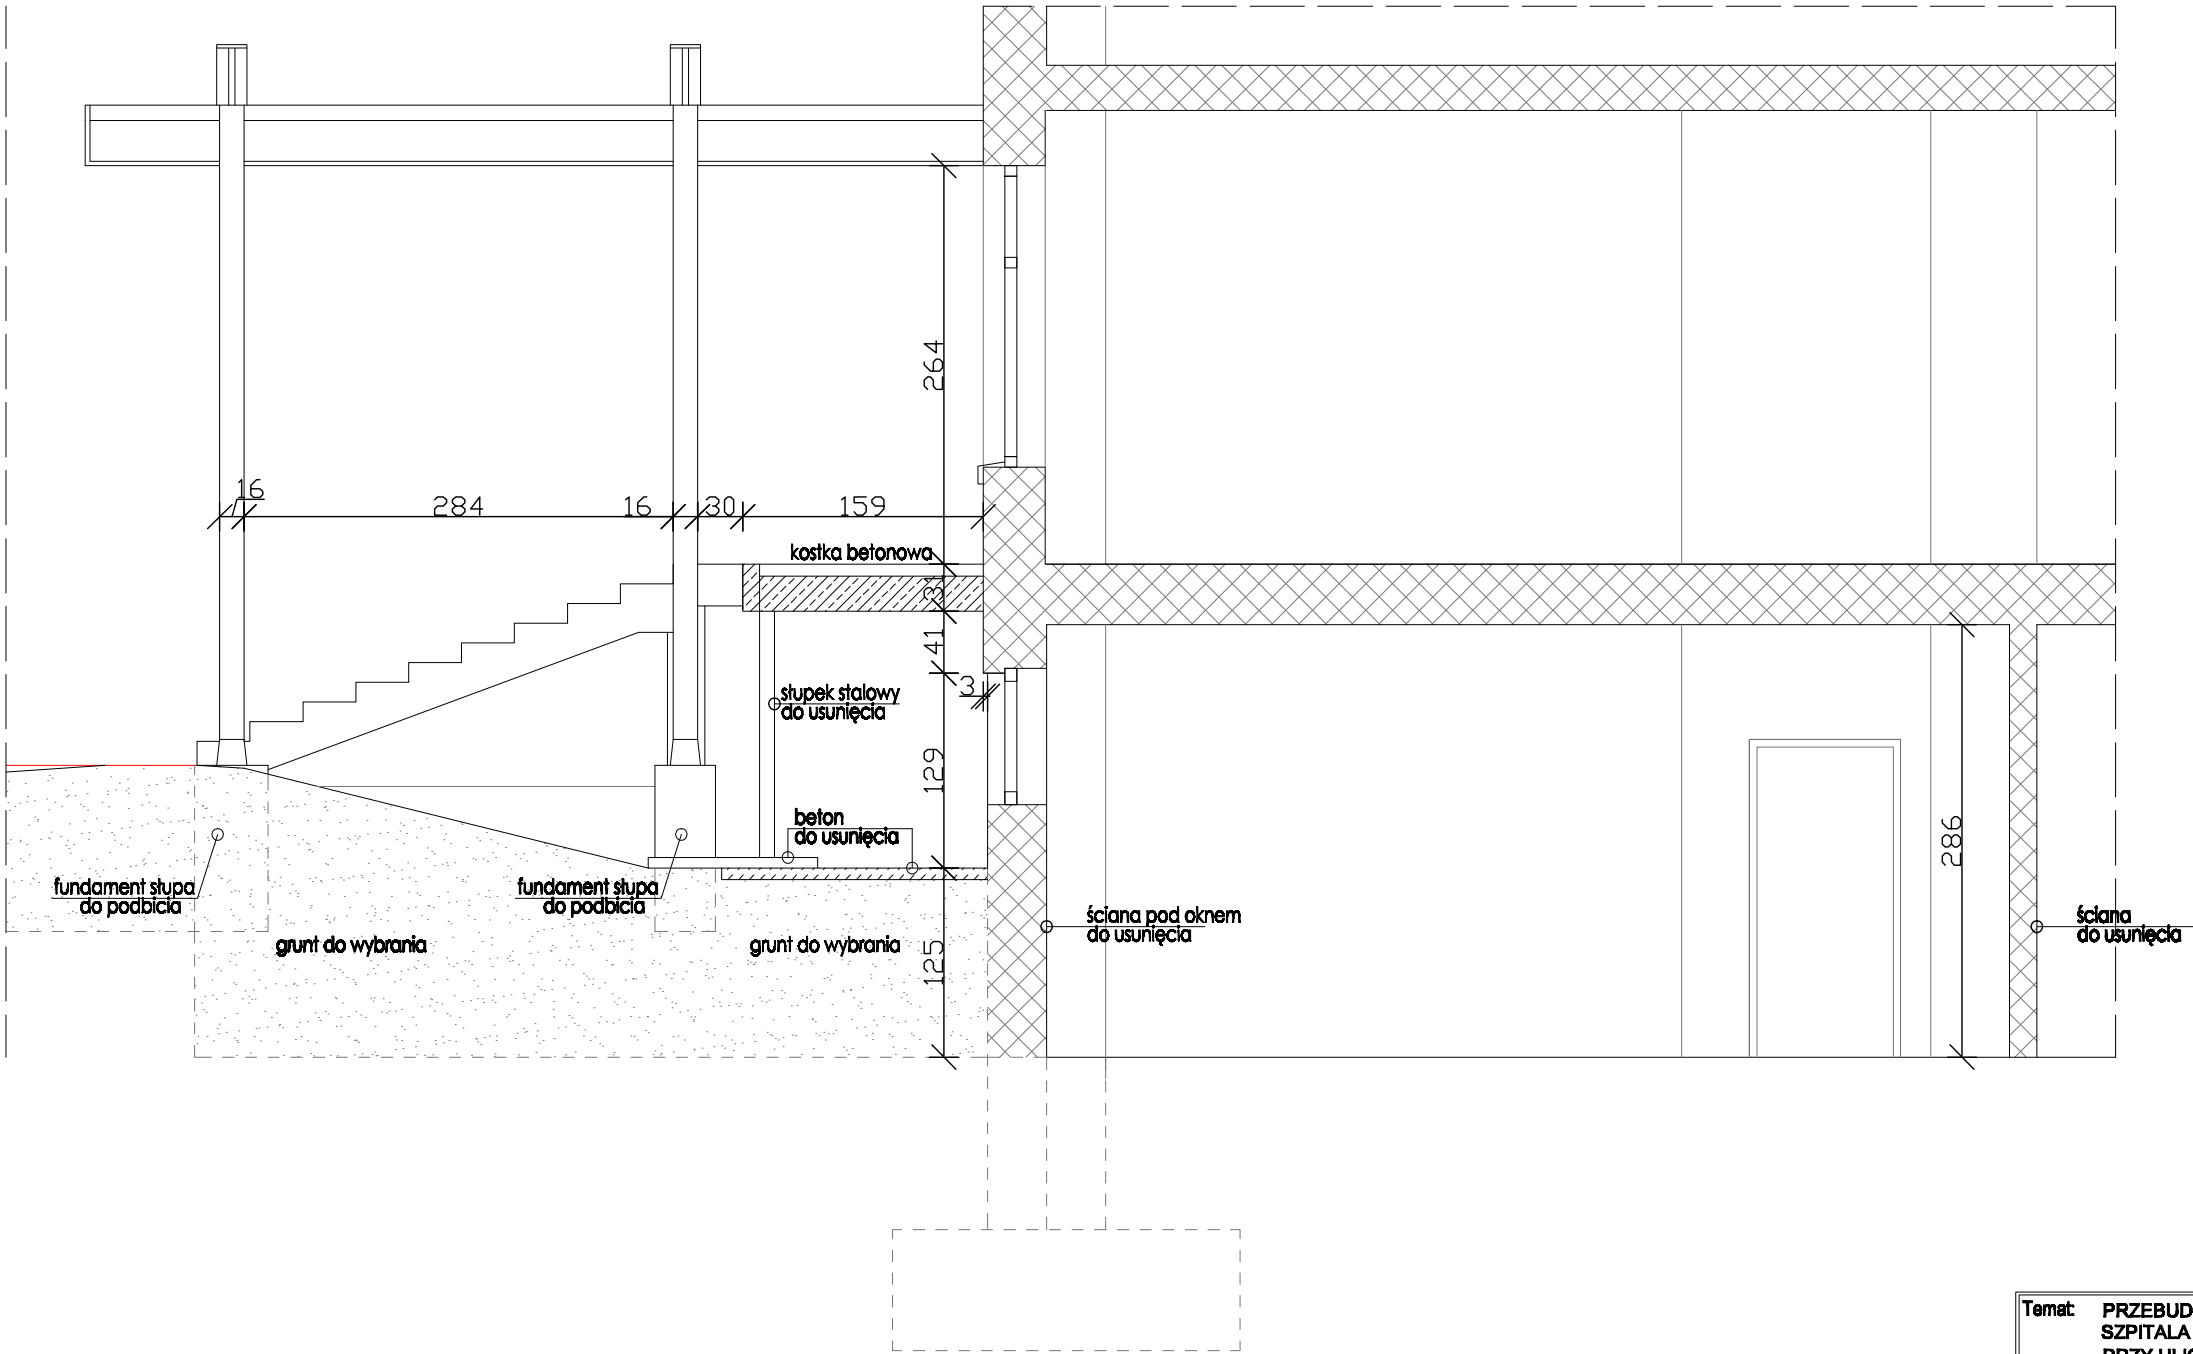 264
16
284
16
30
159
kostka betonowa
31
41
3
słupek stalowy
do usunięcia
129
beton
do usunięcia
286
fundament słupa
do podbicia
fundament słupa
do podbicia
ściana pod oknem
do usunięcia
ściana
do usunięcia
grunt do wybrania
grunt do wybrania
125
Temat: PRZEBUD
SZPITALA